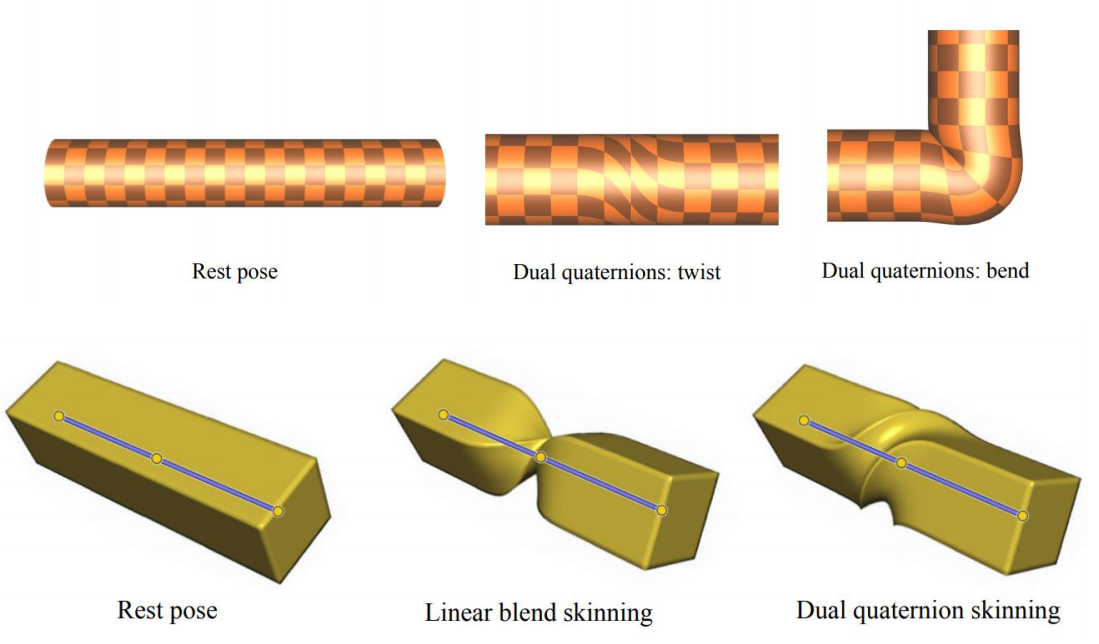 Rest pose
Dual quaternions: twist
Dual quaternions: bend
Rest pose
Linear blend skinning
Dual quaternion skinning